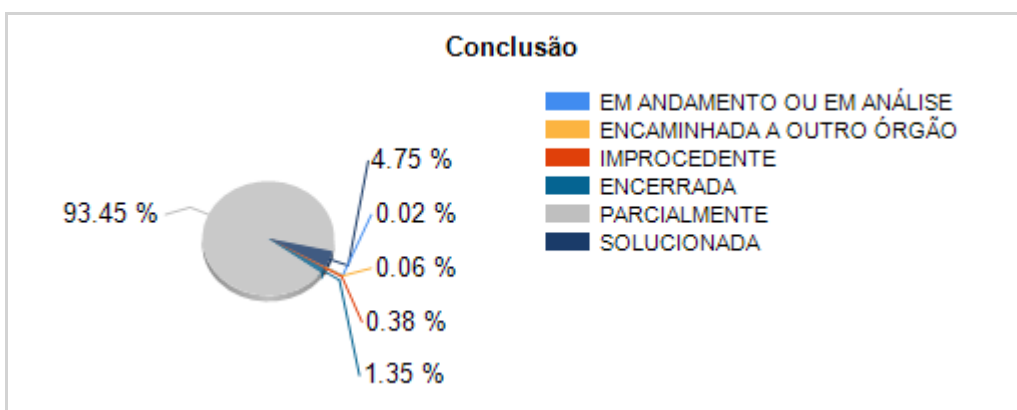 Conclusão
93.45 %
4.75 %
0.02 %
0.06 %
0.38 %
1.35 %
EM ANDAMENTO OU EM ANÁLISE
ENCAMINHADA A OUTRO ÓRGÃO
IMPROCEDENTE
ENCERRADA
PARCIALMENTE
SOLUCIONADA